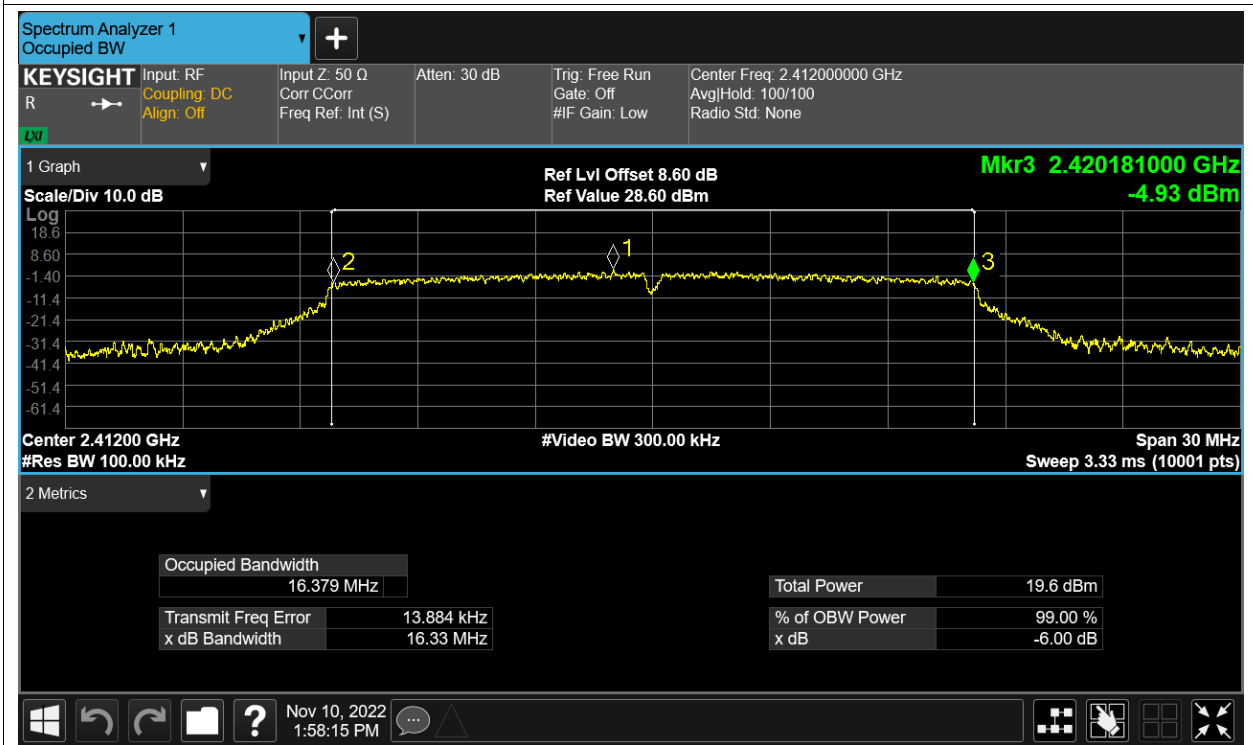 Spectrum Analyzer 1
Occupied BW
KEYSIGHT
R
LXI
Input: RF
Coupling: DC
Align: Off
Input Z: 50 Ω
Corr CCorr
Freq Ref: Int (S)
Atten: 30 dB
Trig: Free Run
Gate: Off
#IF Gain: Low
Center Freq: 2.412000000 GHz
Avg|Hold: 100/100
Radio Std: None
1 Graph
Scale/Div 10.0 dB
Ref Lvl Offset 8.60 dB
Ref Value 28.60 dBm
Mkr3 2.420181000 GHz
-4.93 dBm
Log
18.6
8.60
-1.40
-11.4
-21.4
-31.4
-41.4
-51.4
-61.4
2
1
3
Center 2.41200 GHz
#Res BW 100.00 kHz
#Video BW 300.00 kHz
Span 30 MHz
Sweep 3.33 ms (10001 pts)
2 Metrics
Occupied Bandwidth
16.379 MHz
Transmit Freq Error 13.884 kHz
x dB Bandwidth 16.33 MHz
Total Power 19.6 dBm
% of OBW Power 99.00 %
x dB -6.00 dB
?
Nov 10, 2022
1:58:15 PM